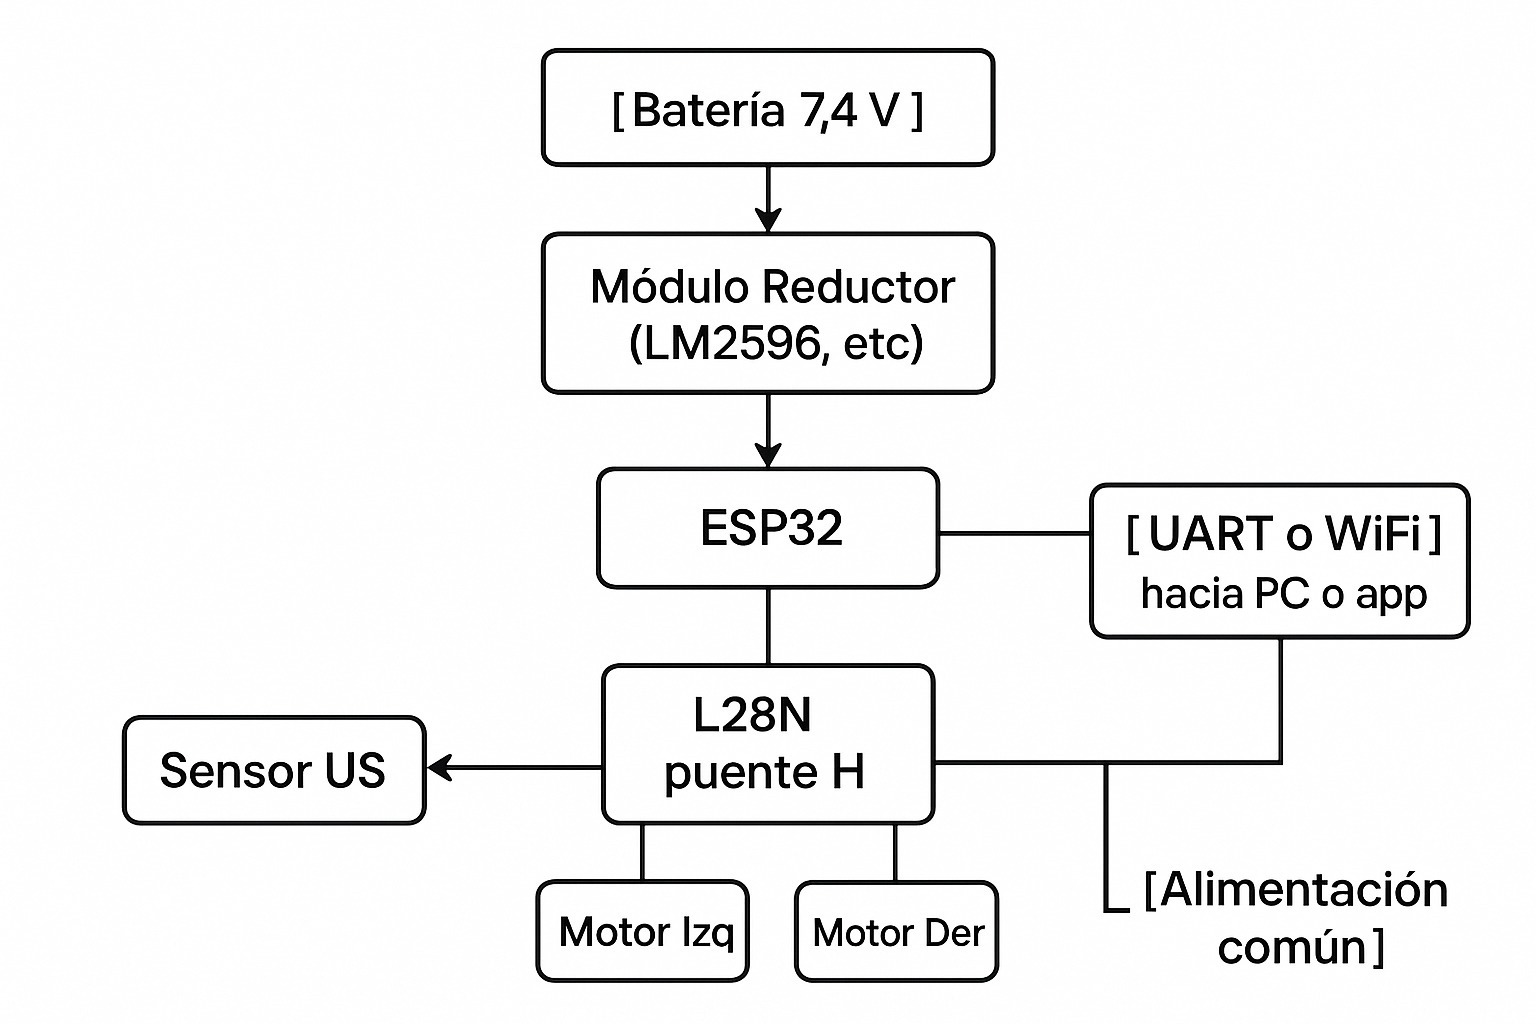 [Batería 7,4 V]
Módulo Reductor
(LM2596, etc)
ESP32
[UART o WiFi]
hacia PC o app
L28N
puente H
Sensor US
Motor Izq
Motor Der
[Alimentación
común]